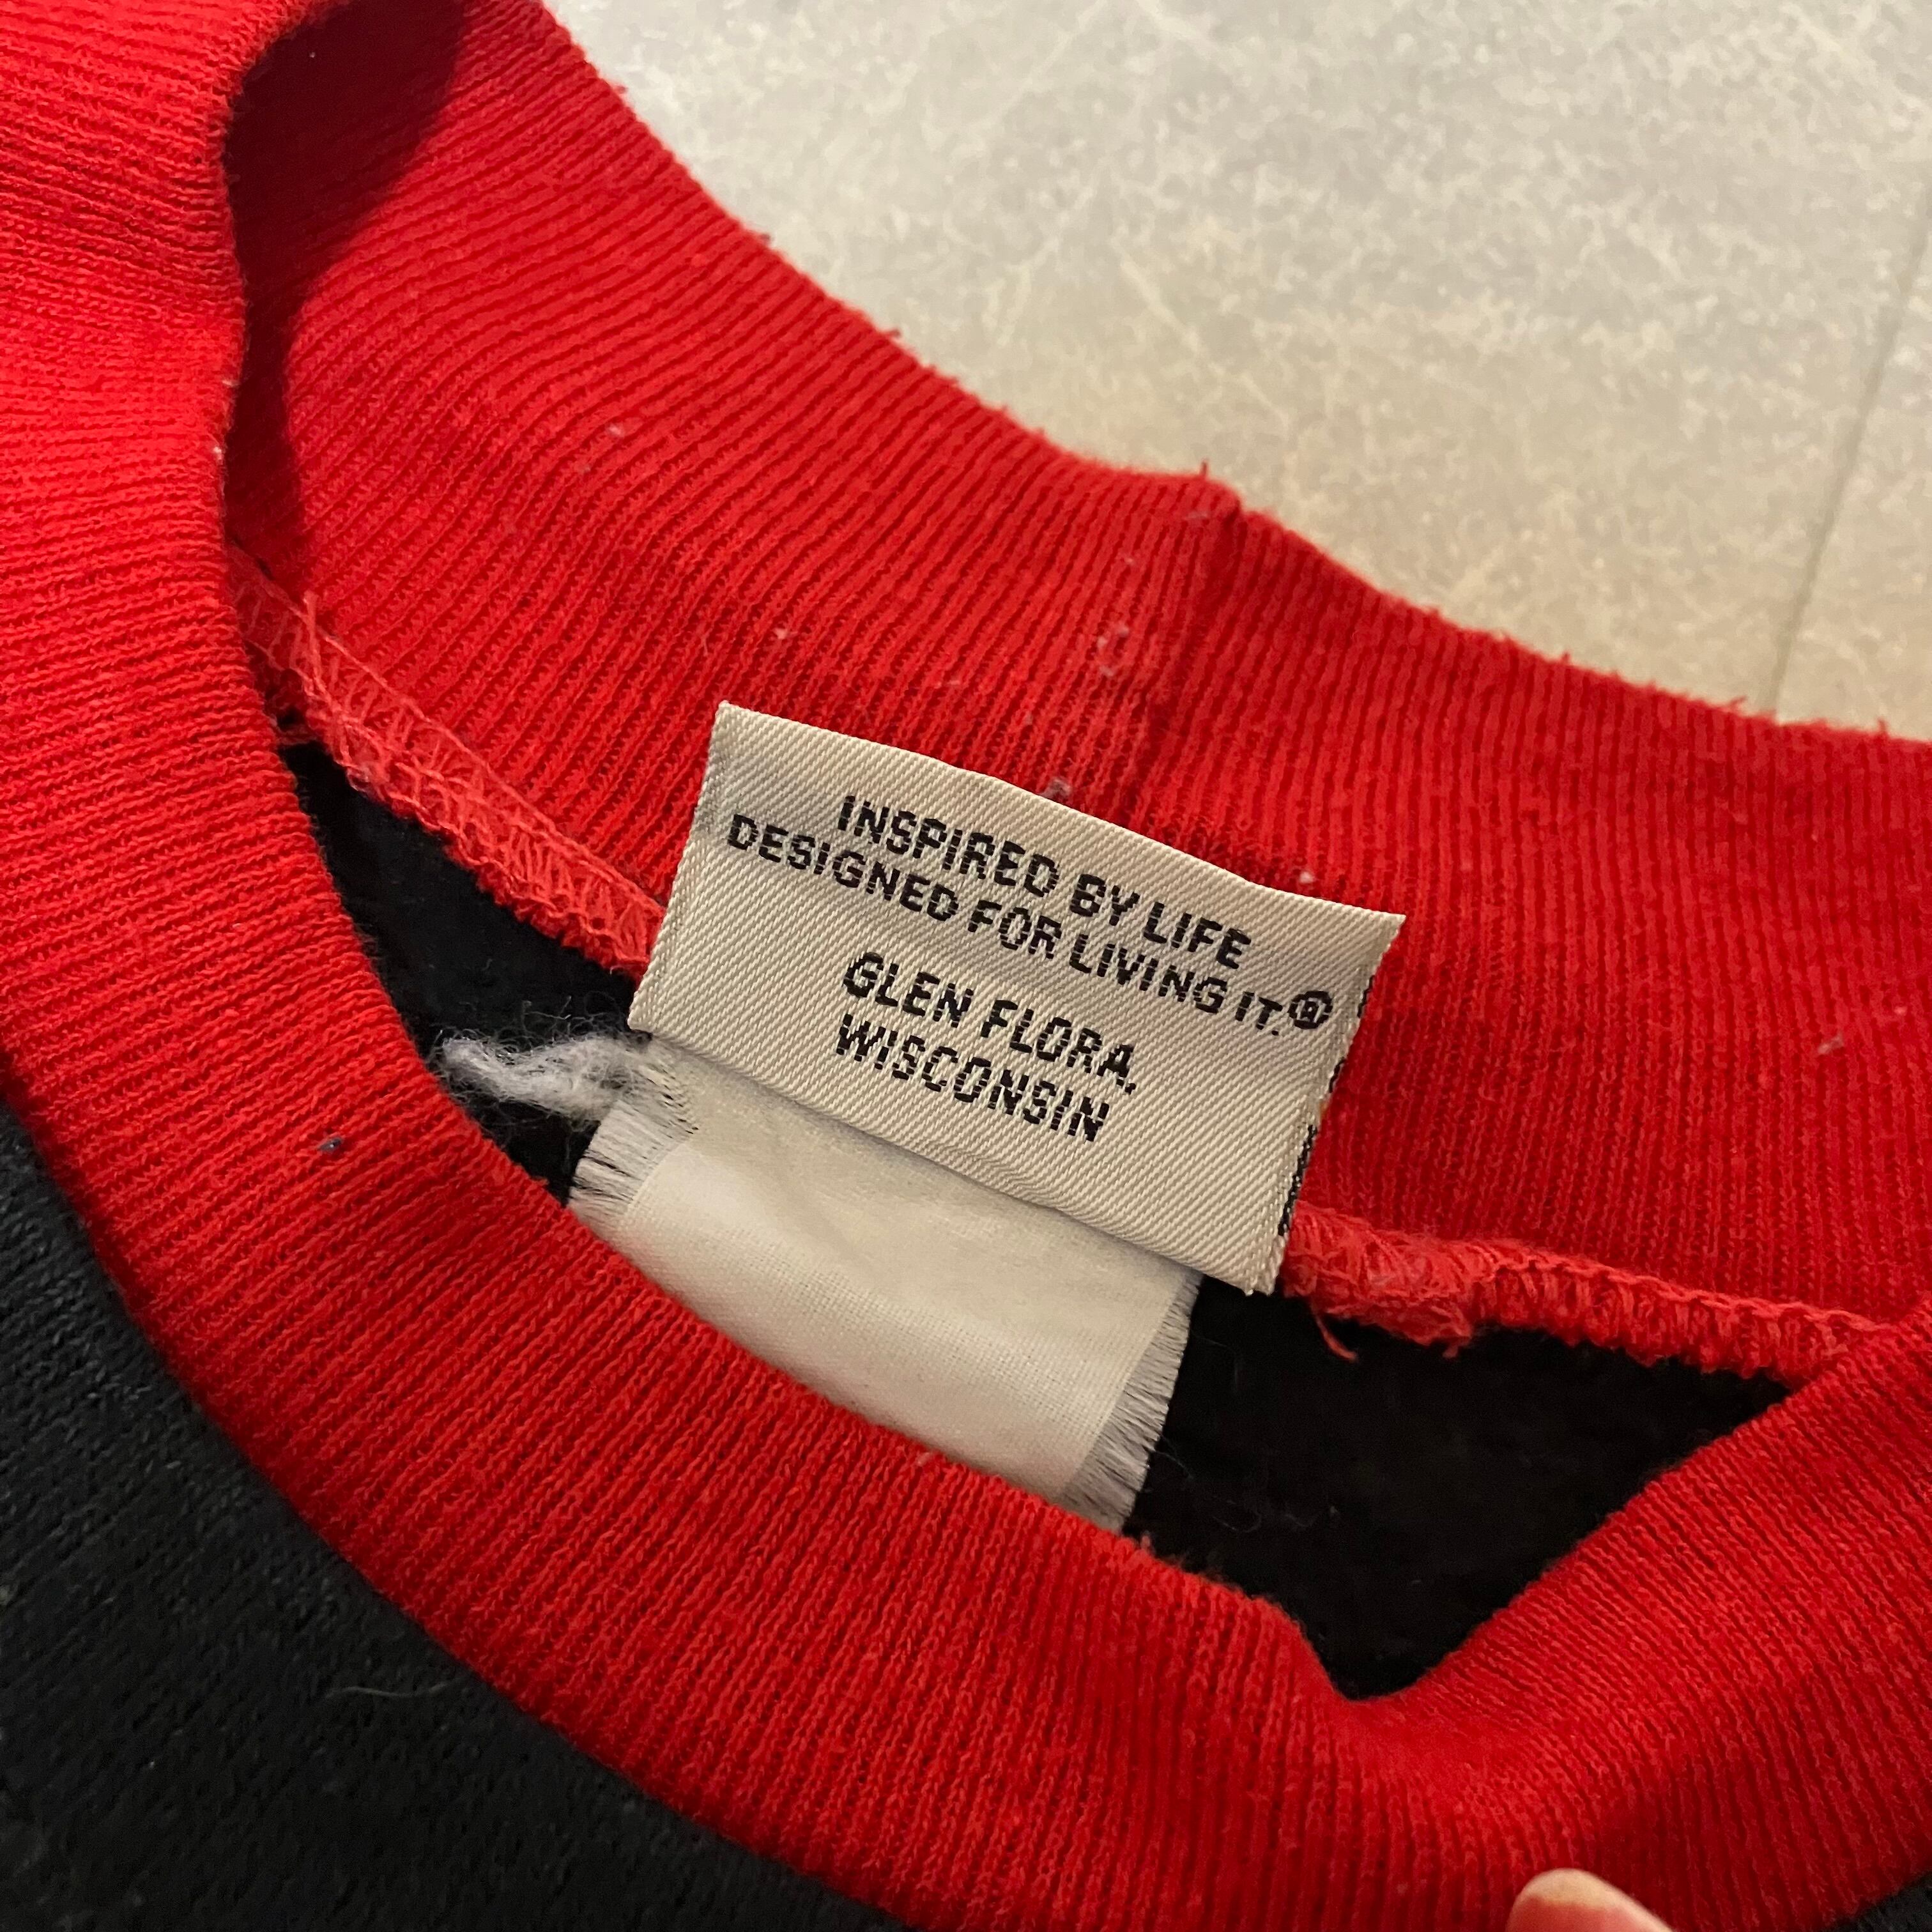 INSPIRED BY LIFE
DESIGNED FOR LIVING IT.®
GLEN FLORA,
WISCONSIN